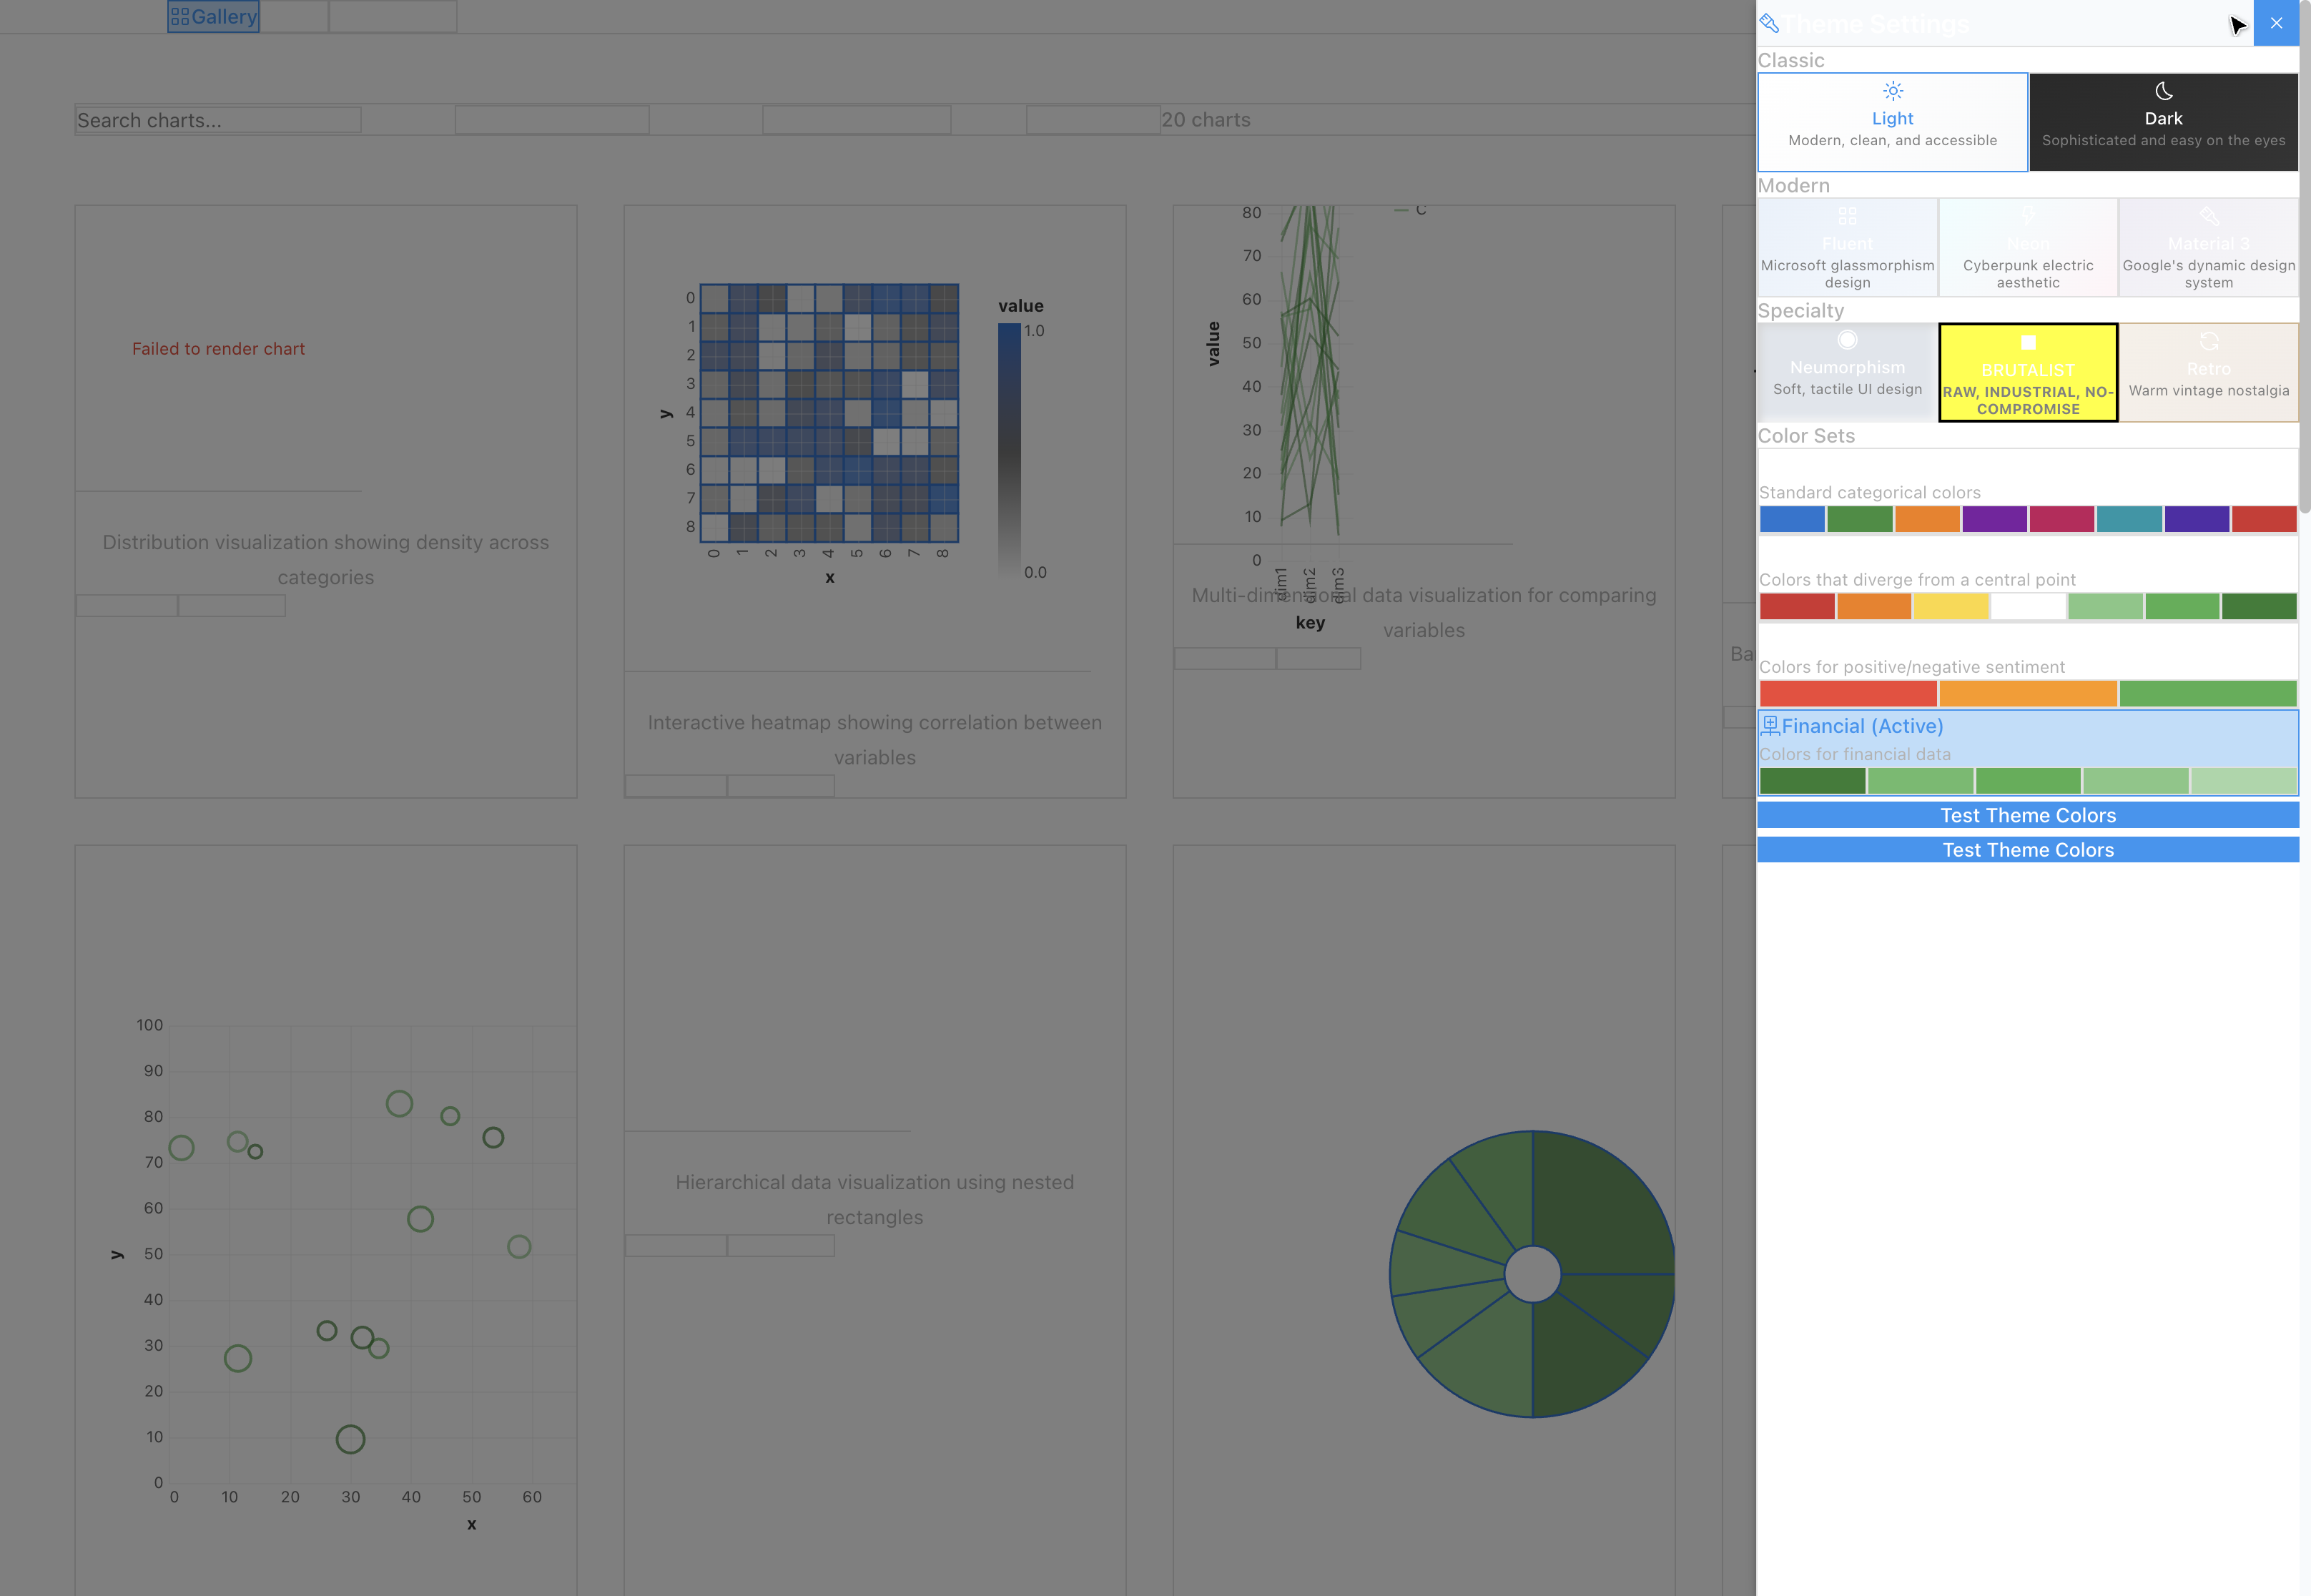 Gallery
Theme Settings
Search charts...
20 charts
Classic
Light
Modern, clean, and accessible
Dark
Sophisticated and easy on the eyes
Modern
Fluent
Microsoft glassmorphism
design
Neon
Cyberpunk electric
aesthetic
Material 3
Google's dynamic design
system
Specialty
Neumorphism
Soft, tactile UI design
BRUTALIST
RAW, INDUSTRIAL, NO-
COMPROMISE
Retro
Warm vintage nostalgia
Color Sets
Standard categorical colors
Colors that diverge from a central point
Colors for positive/negative sentiment
Financial (Active)
Colors for financial data
Test Theme Colors
Test Theme Colors
Failed to render chart
Distribution visualization showing density across
categories
0
1
2
3
4
5
6
7
8
y
0 1 2 3 4 5 6 7 8
x
value
1.0
0.0
Interactive heatmap showing correlation between
variables
C
80
70
60
50
40
30
20
10
0
value
dim1 dim2 dim3
key
Multi-dimensional data visualization for comparing
variables
Ba
100
90
80
70
60
50
40
30
20
10
0
y
0 10 20 30 40 50 60
x
Hierarchical data visualization using nested
rectangles